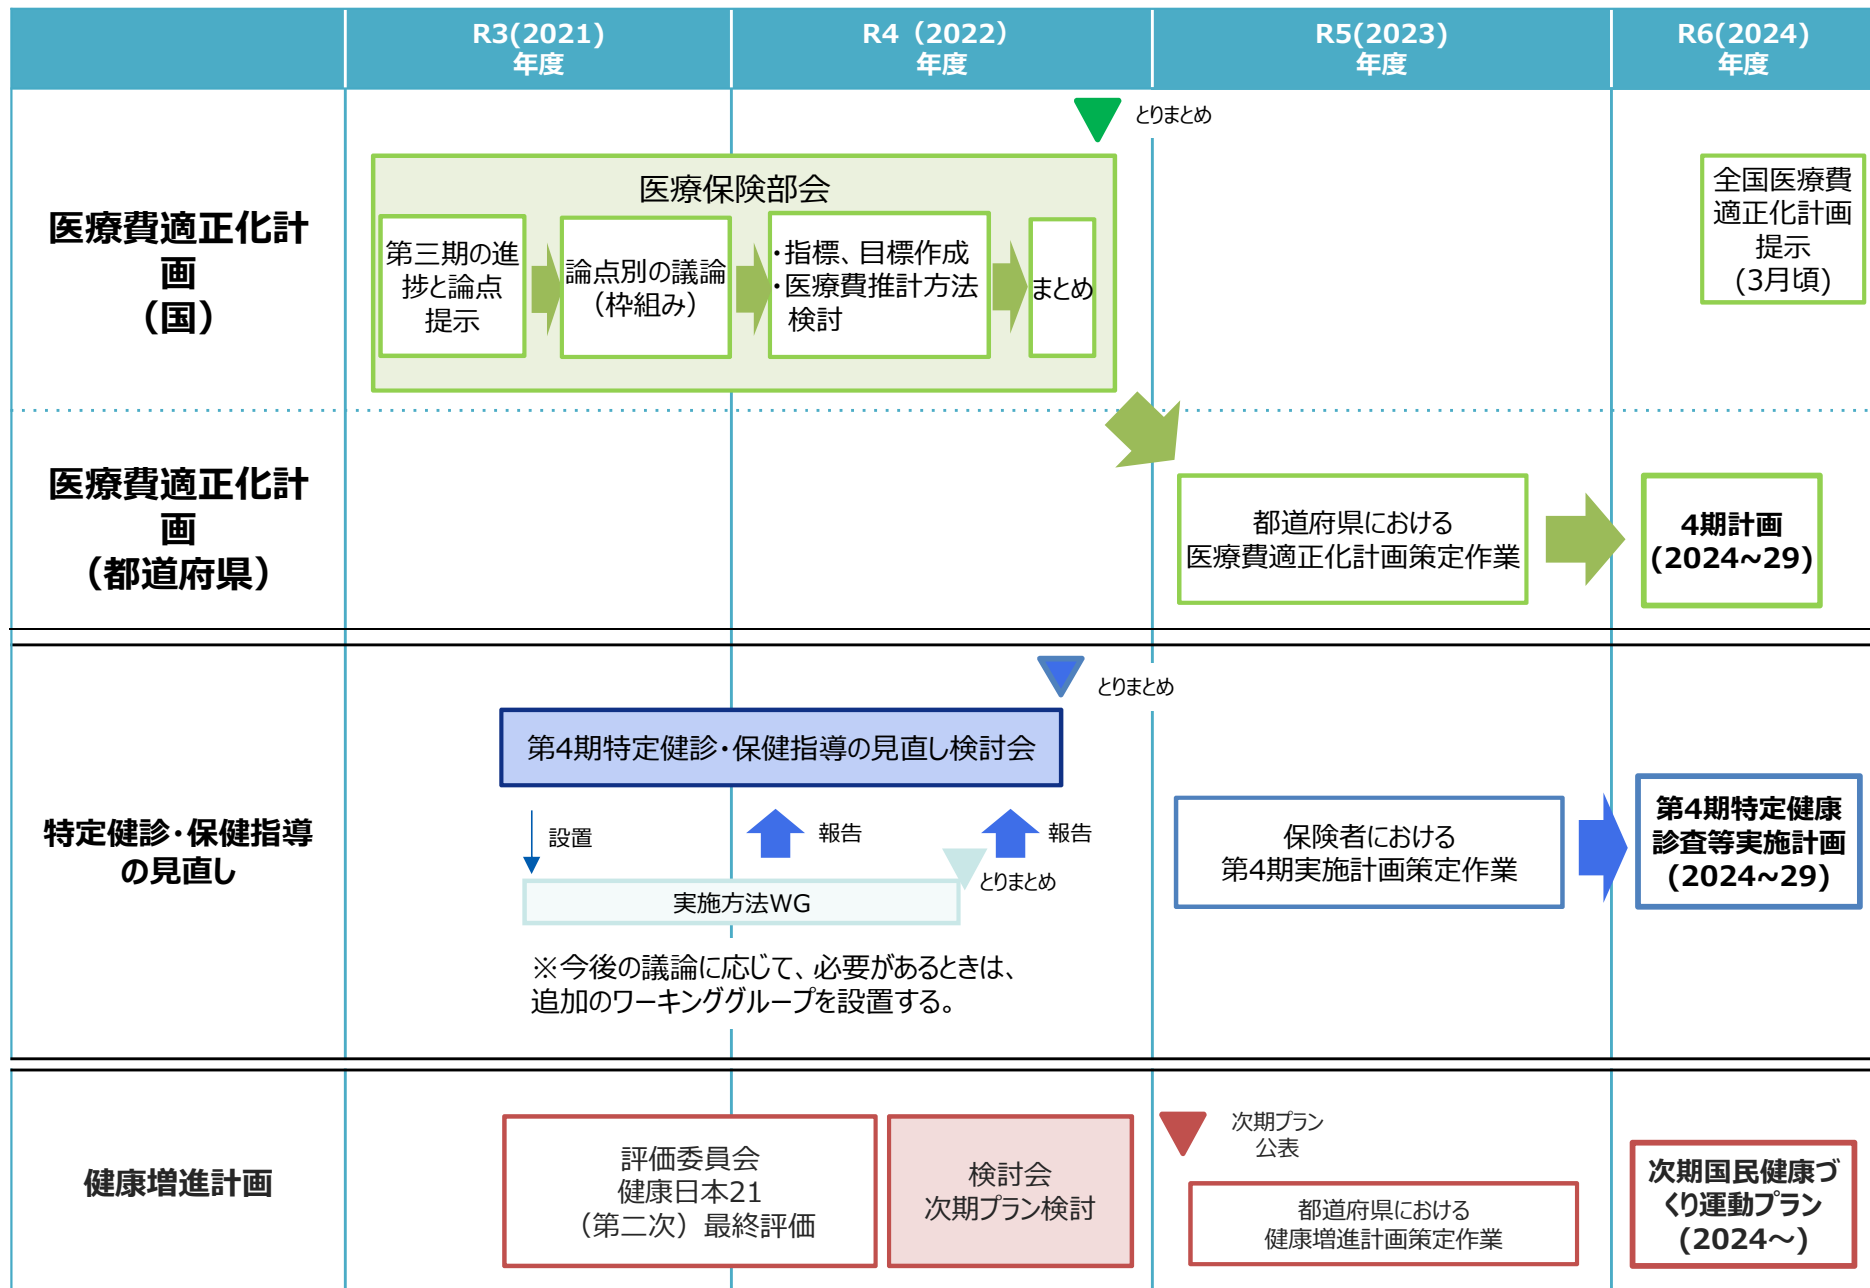 R3(2021)
年度
R4（2022）
年度
R5(2023)
年度
R6(2024)
年度
医療費適正化計
画
（国）
とりまとめ
医療保険部会
第三期の進
捗と論点
提示
論点別の議論
（枠組み）
・指標、目標作成
・医療費推計方法
検討
まとめ
全国医療費
適正化計画
提示
(3月頃)
医療費適正化計
画
（都道府県）
都道府県における
医療費適正化計画策定作業
4期計画
(2024~29)
特定健診・保健指導
の見直し
とりまとめ
第4期特定健診・保健指導の見直し検討会
設置
報告
報告
とりまとめ
実施方法WG
※今後の議論に応じて、必要があるときは、
追加のワーキンググループを設置する。
保険者における
第4期実施計画策定作業
第4期特定健康
診査等実施計画
(2024~29)
健康増進計画
評価委員会
健康日本21
（第二次）最終評価
検討会
次期プラン検討
次期プラン
公表
都道府県における
健康増進計画策定作業
次期国民健康づ
くり運動プラン
(2024～)